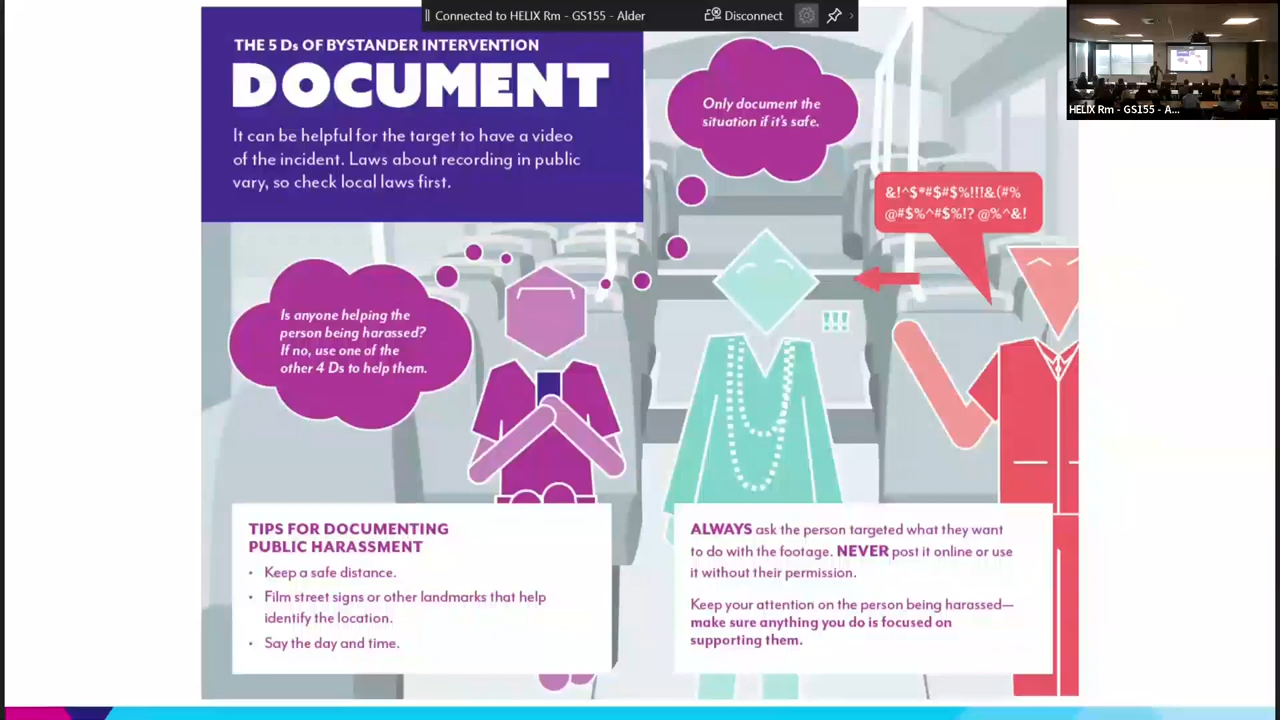 Connected to HELIX Rm - GS155 - Alder
Disconnect
HELIX Rm - GS155 - A...
THE 5 Ds OF BYSTANDER INTERVENTION
DOCUMENT
It can be helpful for the target to have a video
of the incident. Laws about recording in public
vary, so check local laws first.
Only document the
situation if it's safe.
&!^$*#$#$%!!!&(#%
@#$%^#$%!? @%^&!
Is anyone helping the
person being harassed?
If no, use one of the
other 4 Ds to help them.
!!!
TIPS FOR DOCUMENTING
PUBLIC HARASSMENT
• Keep a safe distance.
• Film street signs or other landmarks that help
identify the location.
• Say the day and time.
ALWAYS ask the person targeted what they want
to do with the footage. NEVER post it online or use
it without their permission.
Keep your attention on the person being harassed—
make sure anything you do is focused on
supporting them.